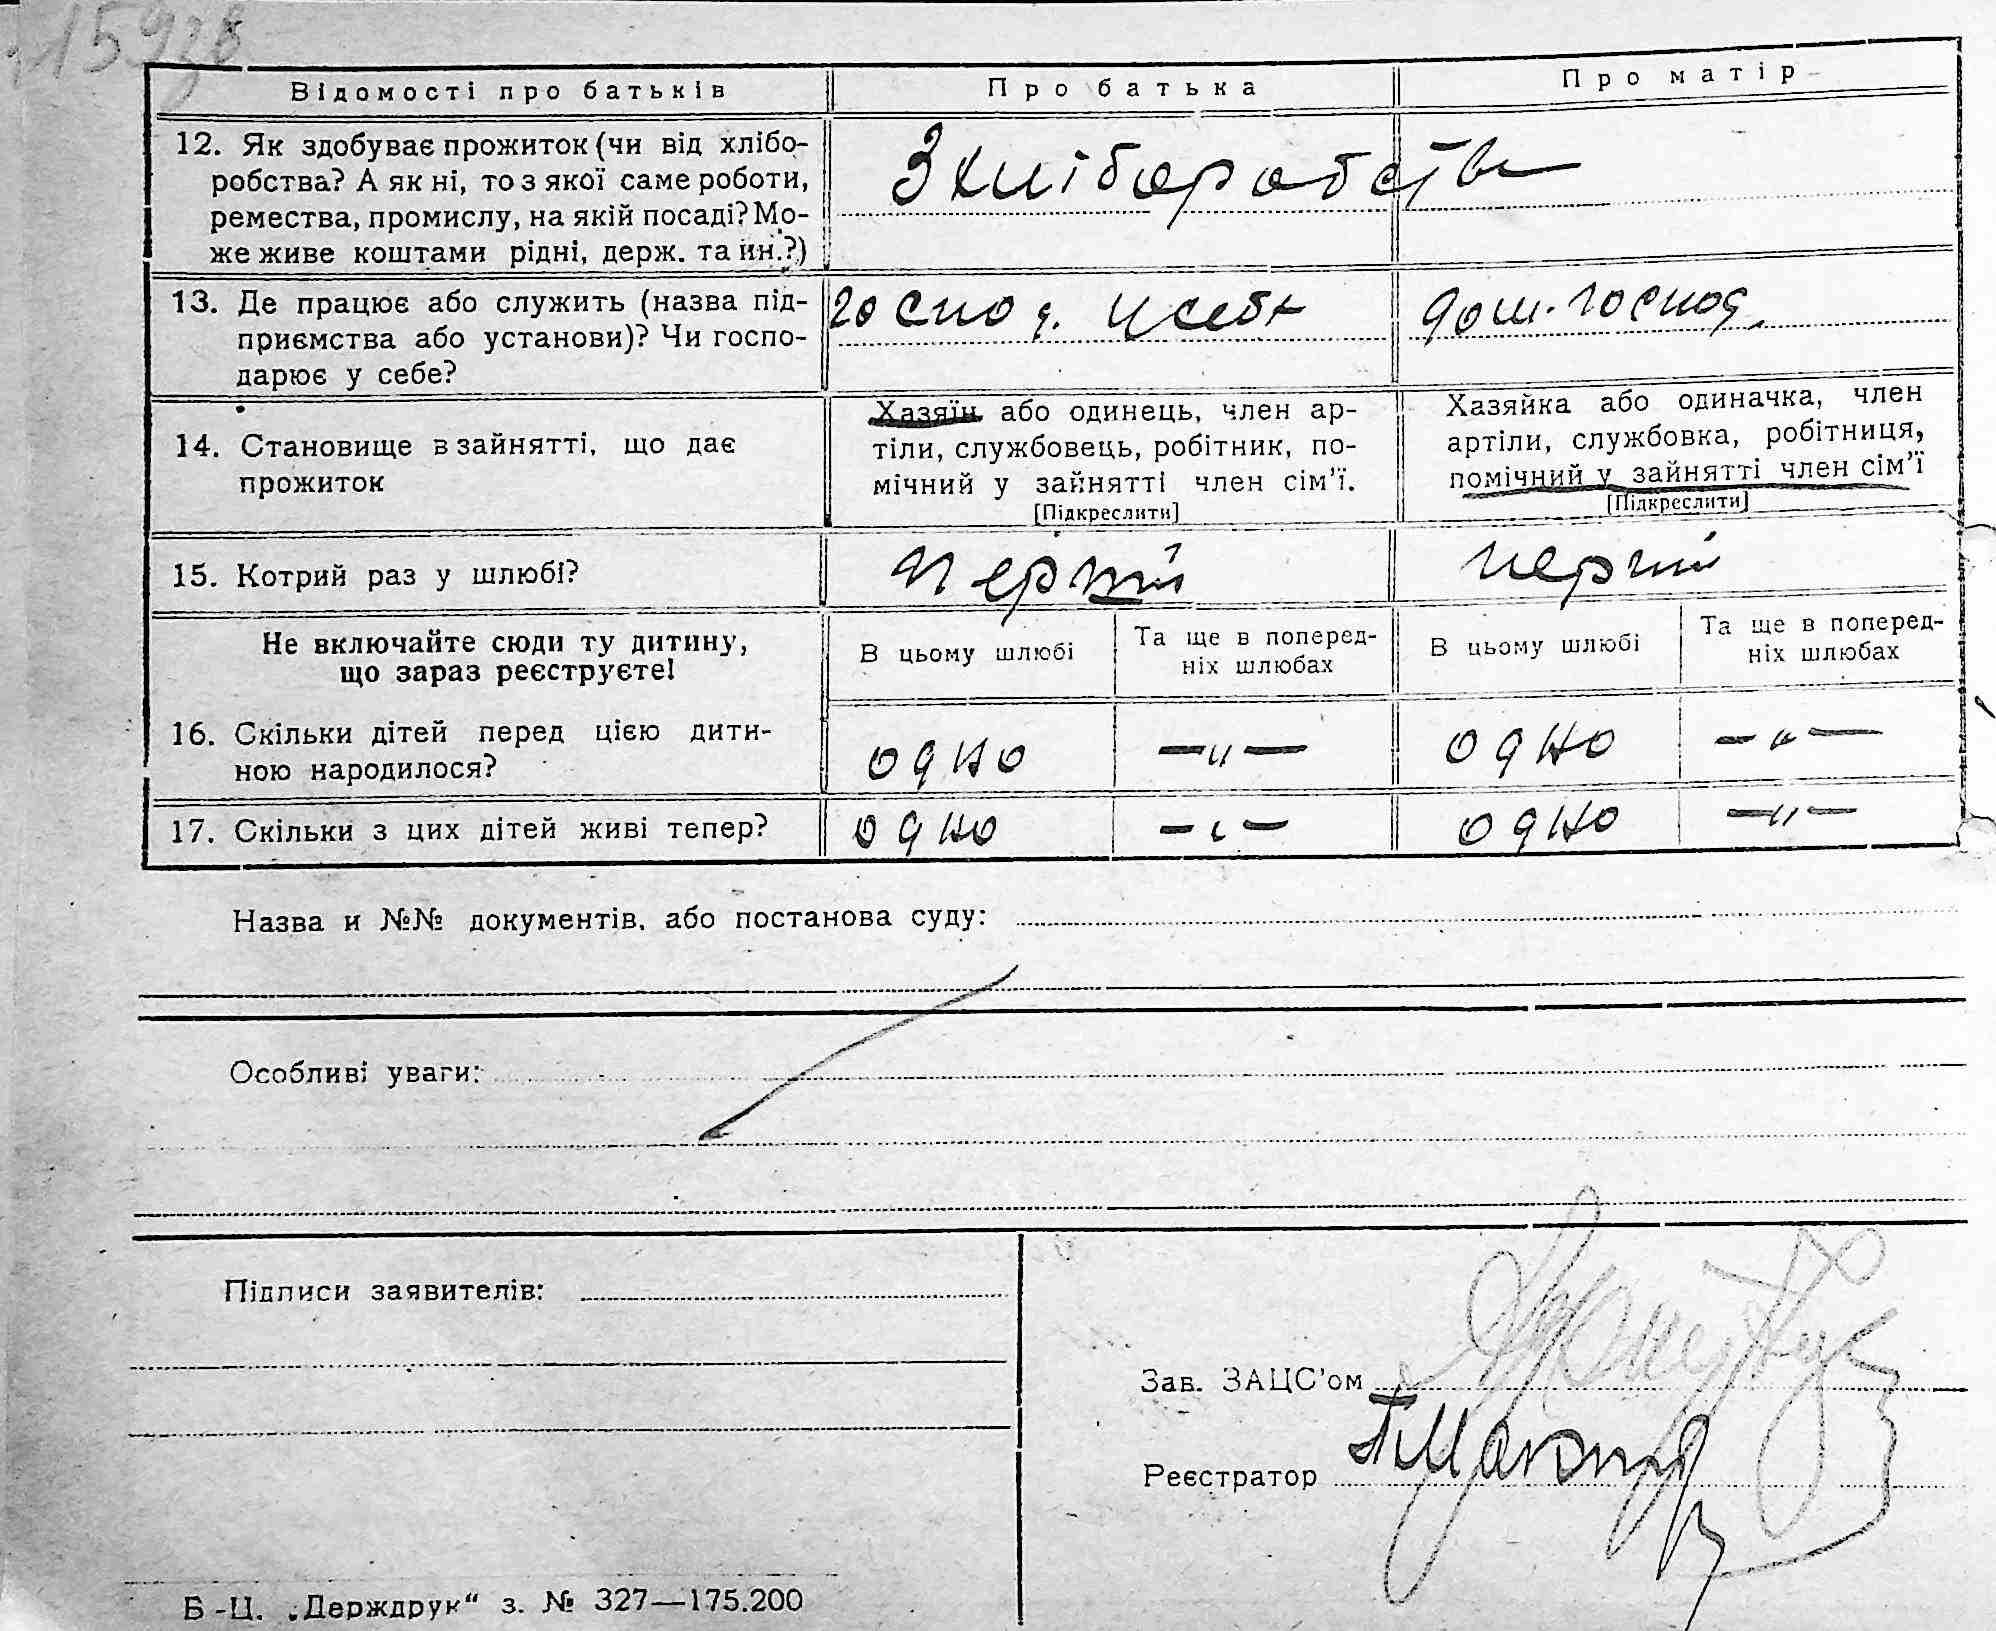 159зв
Відомості про батьків Про батька Про матір
12. Як здобуває прожиток (чи від хлібо-
робства? А як ні, то з якої саме роботи,
ремества, промислу, на якій посаді? Мо-
же живе коштами рідні, держ. та ин.?)
З хліборобства
13. Де працює або служить (назва під-
приємства або установи)? Чи госпо-
дарює у себе?
господ. у себе
дом. господ.
14. Становище в зайнятті, що дає
прожиток
Хазяїн або одинець, член ар-
тіли, службовець, робітник, по-
мічний у зайнятті член сім'ї.
[Підкреслити]
Хазяйка або одиначка, член
артіли, службовка, робітниця,
помічний у зайнятті член сім'ї
[Підкреслити]
15. Котрий раз у шлюбі? перший перший
Не включайте сюди ту дитину,
що зараз реєструєте!
В цьому шлюбі
Та ще в поперед-
ніх шлюбах
В цьому шлюбі
Та ще в поперед-
ніх шлюбах
16. Скільки дітей перед цією дити-
ною народилося?
одно —„— одно —„—
17. Скільки з цих дітей живі тепер? одно —„— одно —„—
Назва и №№ документів, або постанова суду:
Особливі уваги:
Підписи заявителів:
Зав. ЗАЦС'ом
Реєстратор
Б-Ц. „Держдрук" з. № 327—175.200